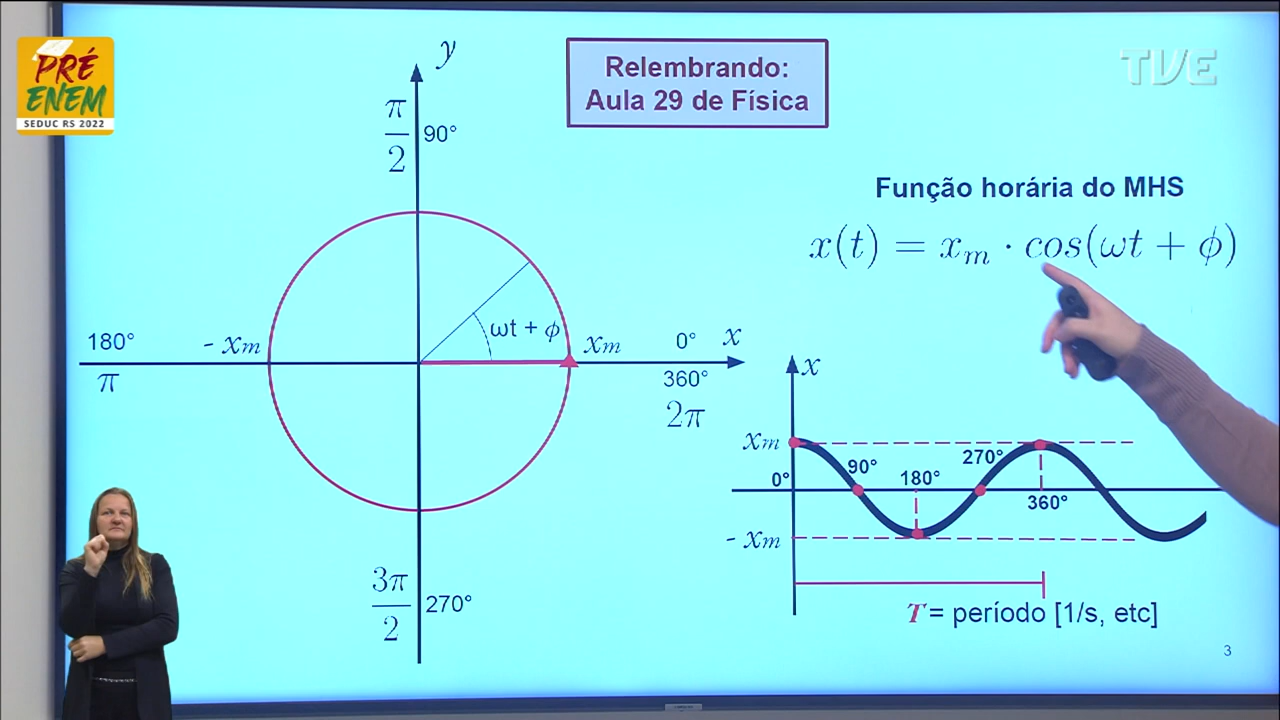 PRÉ
ENEM
SEDUC RS 2022
TVE
Relembrando:
Aula 29 de Física
y
π/2
90°
ωt + ϕ
180°
π
- xm
xm
0°
x
360°
2π
3π/2
270°
Função horária do MHS
x(t) = xm · cos(ωt + ϕ)
x
xm
0°
90°
180°
270°
360°
- xm
T = período [1/s, etc]
3